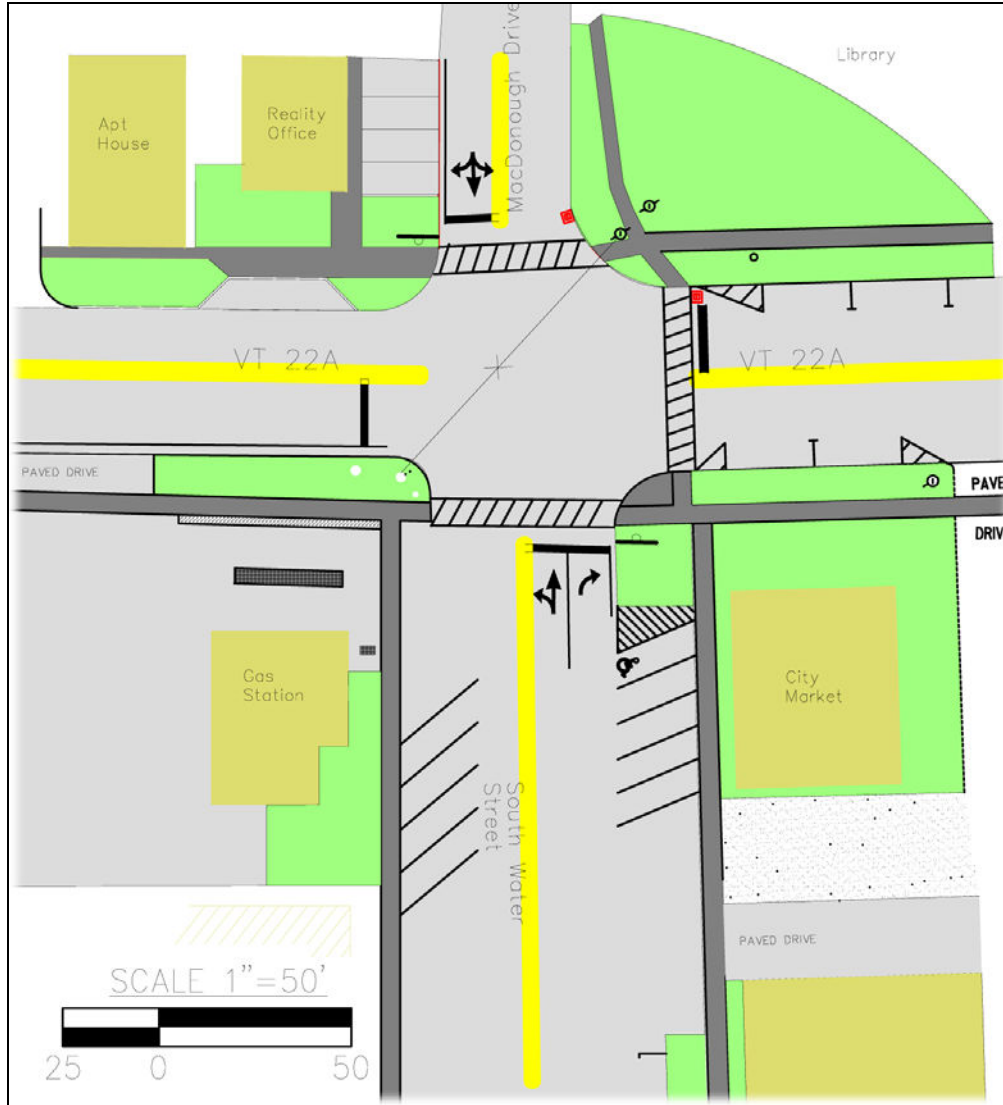 Library
MacDonough Drive
Apt
House
Reality
Office
VT 22A
VT 22A
PAVED DRIVE
PAVE
DRIV
Gas
Station
City
Market
South Water
Street
PAVED DRIVE
SCALE 1"=50'
25 0 50